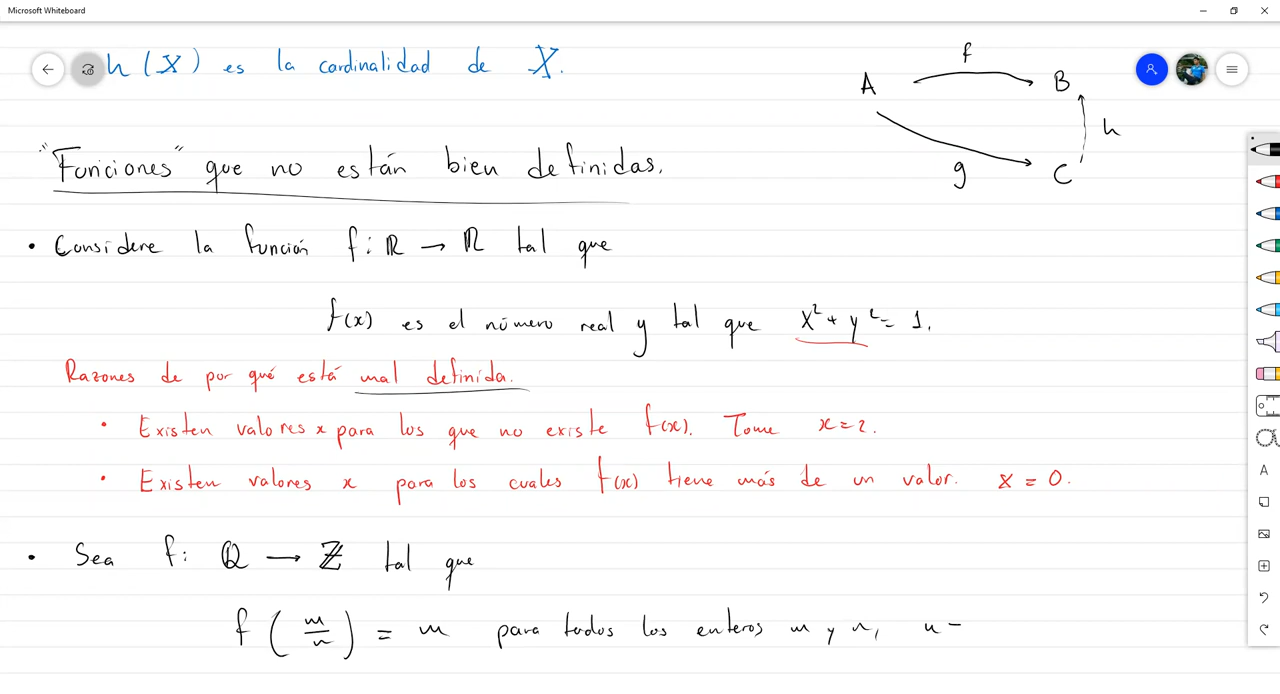 Microsoft Whiteboard
h(X) es la cardinalidad de X.
A f B
h
g C
"Funciones" que no están bien definidas.
• Considere la función f: ℝ → ℝ tal que
f(x) es el número real y tal que x² + y² = 1.
Razones de por qué está mal definida.
• Existen valores x para los que no existe f(x). Tome x = 2.
• Existen valores x para los cuales f(x) tiene más de un valor. x = 0.
• Sea f: ℚ → ℤ tal que
f(m/n) = m para todos los enteros m y n, n =